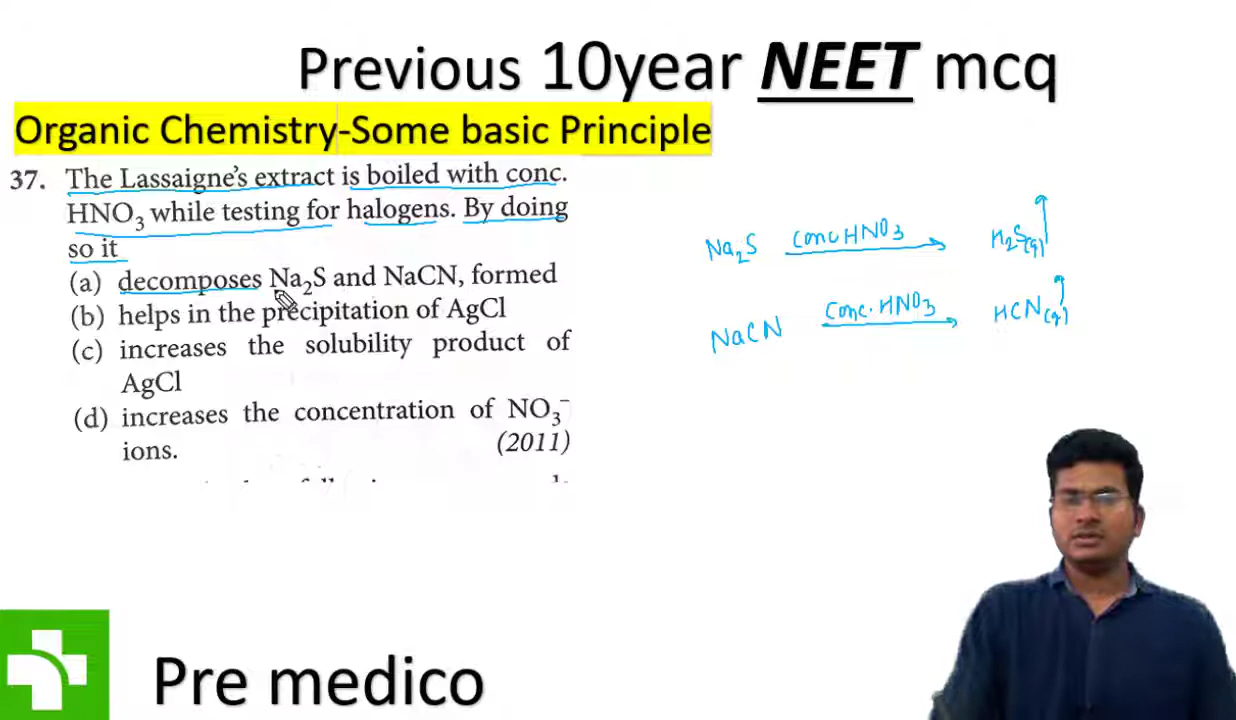 Previous 10year NEET mcq
Organic Chemistry-Some basic Principle
37. The Lassaigne's extract is boiled with conc.
HNO₃ while testing for halogens. By doing
so it
(a) decomposes Na₂S and NaCN, formed
(b) helps in the precipitation of AgCl
(c) increases the solubility product of
AgCl
(d) increases the concentration of NO₃⁻
ions. (2011)
Na₂S conc HNO₃ H₂S(g)
NaCN Conc. HNO₃ HCN(g)
Pre medico